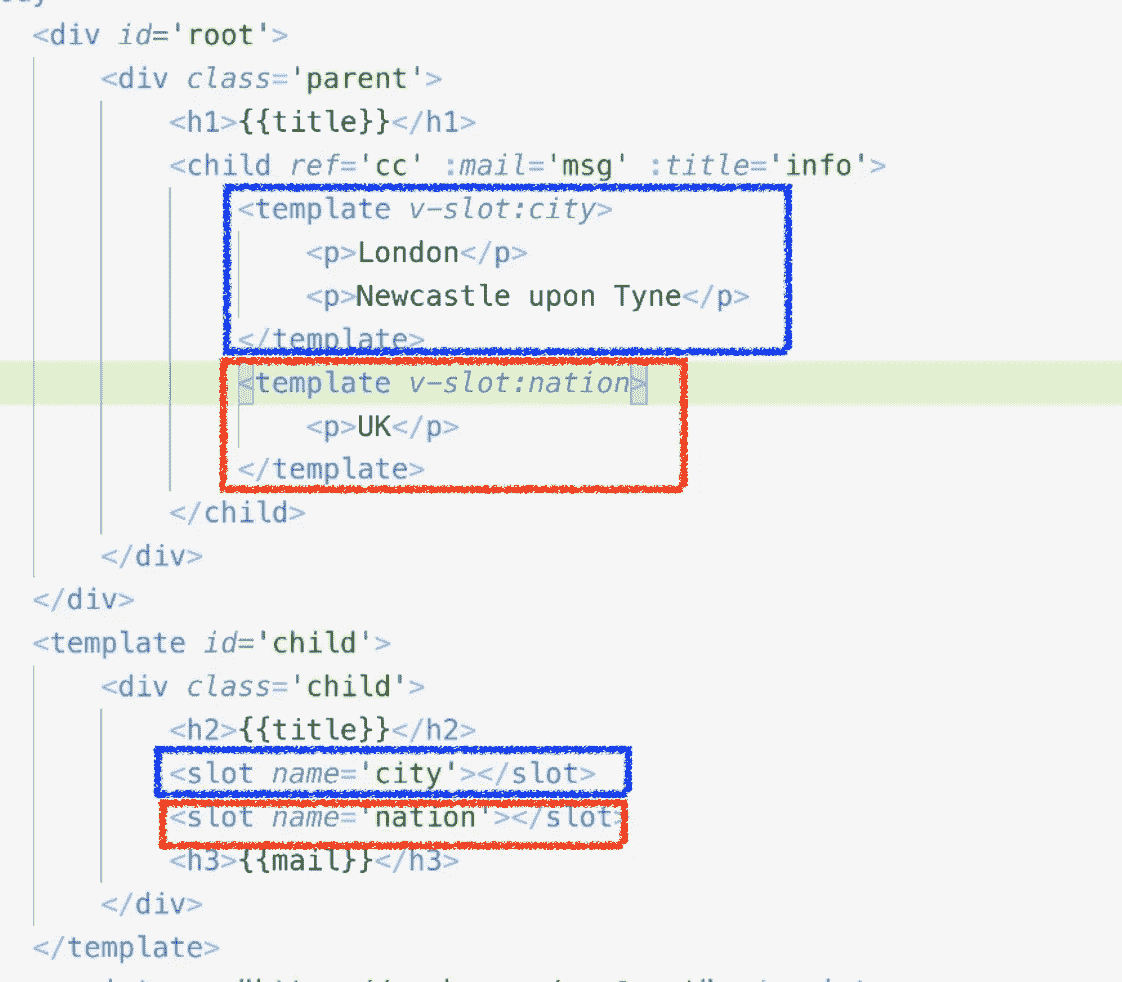 <div id='root'>
<div class='parent'>
<h1>{{title}}</h1>
<child ref='cc' :mail='msg' :title='info'>
<template v-slot:city>
<p>London</p>
<p>Newcastle upon Tyne</p>
</template>
<template v-slot:nation>
<p>UK</p>
</template>
</child>
</div>
</div>
<template id='child'>
<div class='child'>
<h2>{{title}}</h2>
<slot name='city'></slot>
<slot name='nation'></slot>
<h3>{{mail}}</h3>
</div>
</template>